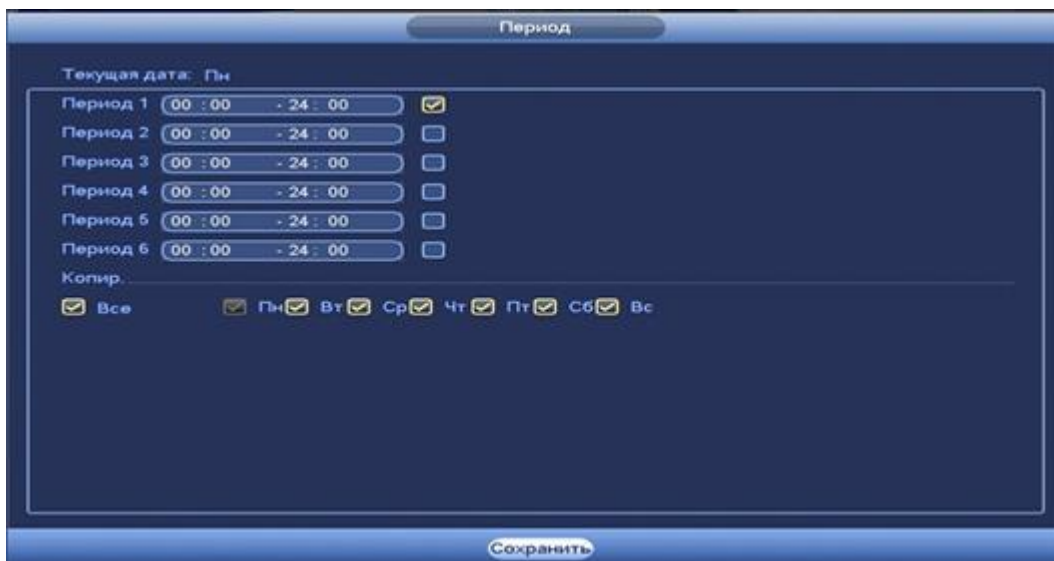 Период
Текущая дата: Пн
Период 1 00 : 00 - 24 : 00
Период 2 00 : 00 - 24 : 00
Период 3 00 : 00 - 24 : 00
Период 4 00 : 00 - 24 : 00
Период 5 00 : 00 - 24 : 00
Период 6 00 : 00 - 24 : 00
Копир.
Все Пн Вт Ср Чт Пт Сб Вс
Сохранить